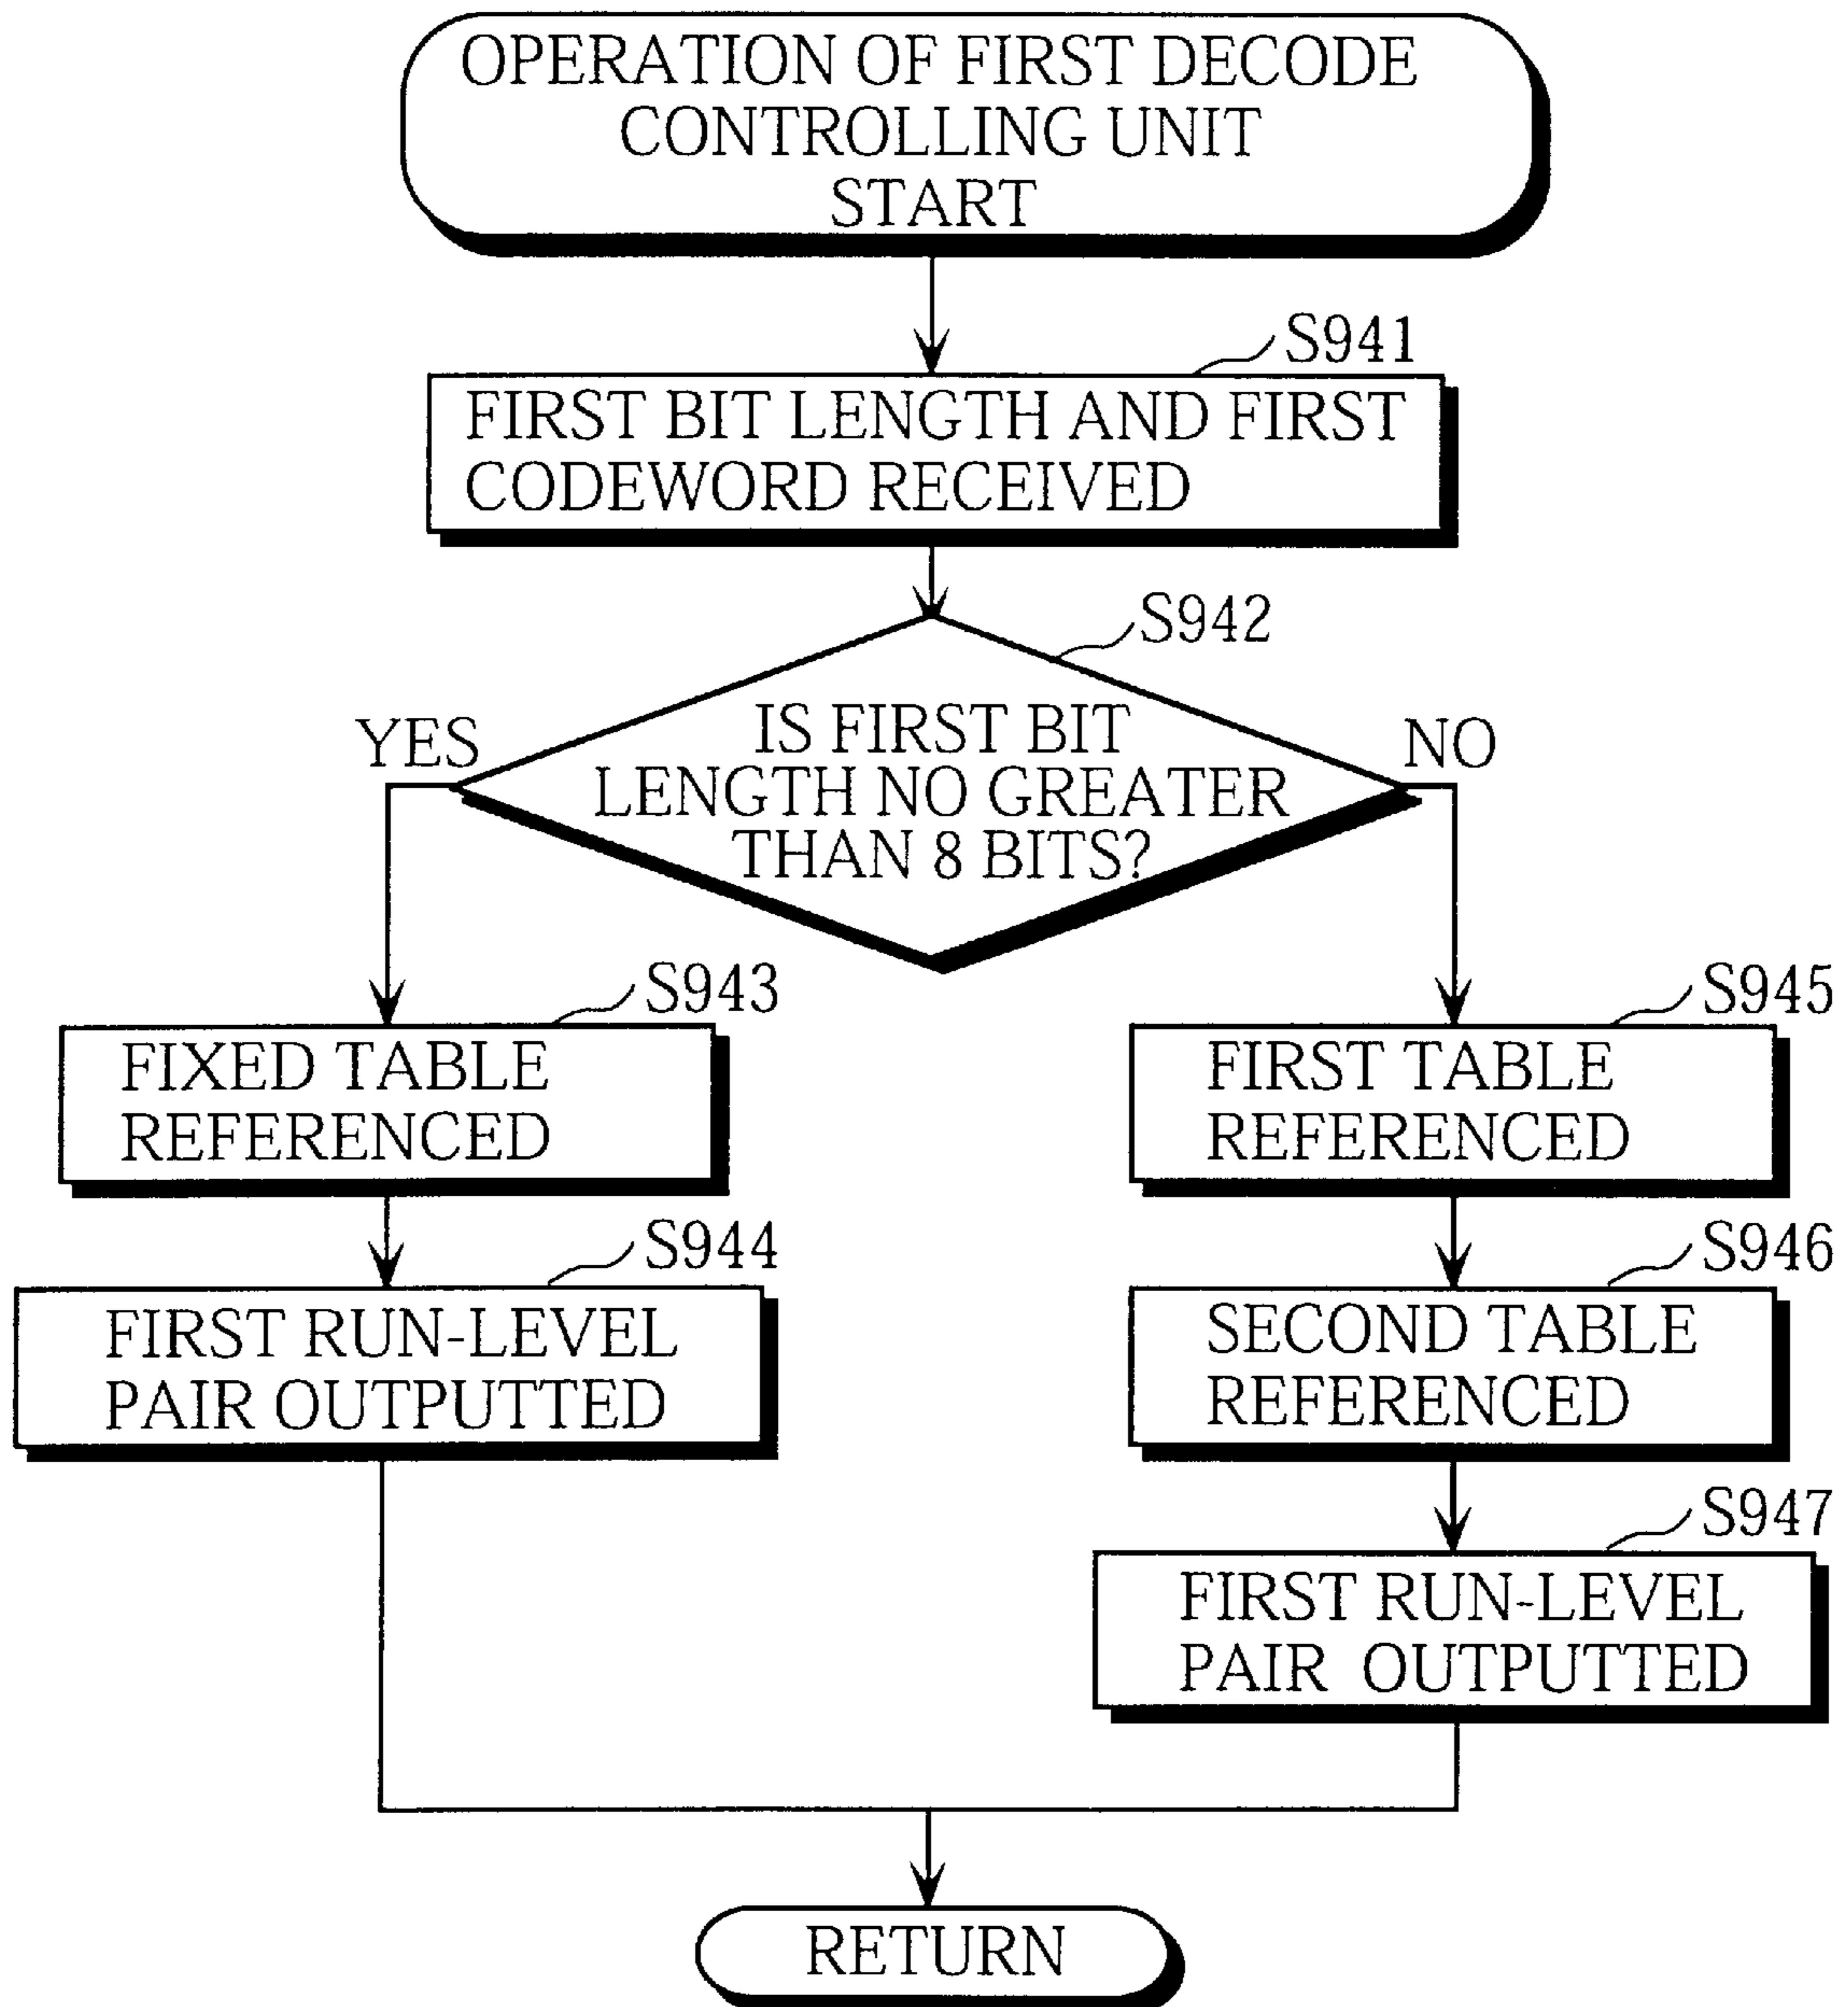 OPERATION OF FIRST DECODE
CONTROLLING UNIT
START
S941
FIRST BIT LENGTH AND FIRST
CODEWORD RECEIVED
S942
YES
IS FIRST BIT
LENGTH NO GREATER
THAN 8 BITS?
NO
S943
FIXED TABLE
REFERENCED
S945
FIRST TABLE
REFERENCED
S944
FIRST RUN-LEVEL
PAIR OUTPUTTED
S946
SECOND TABLE
REFERENCED
S947
FIRST RUN-LEVEL
PAIR OUTPUTTED
RETURN